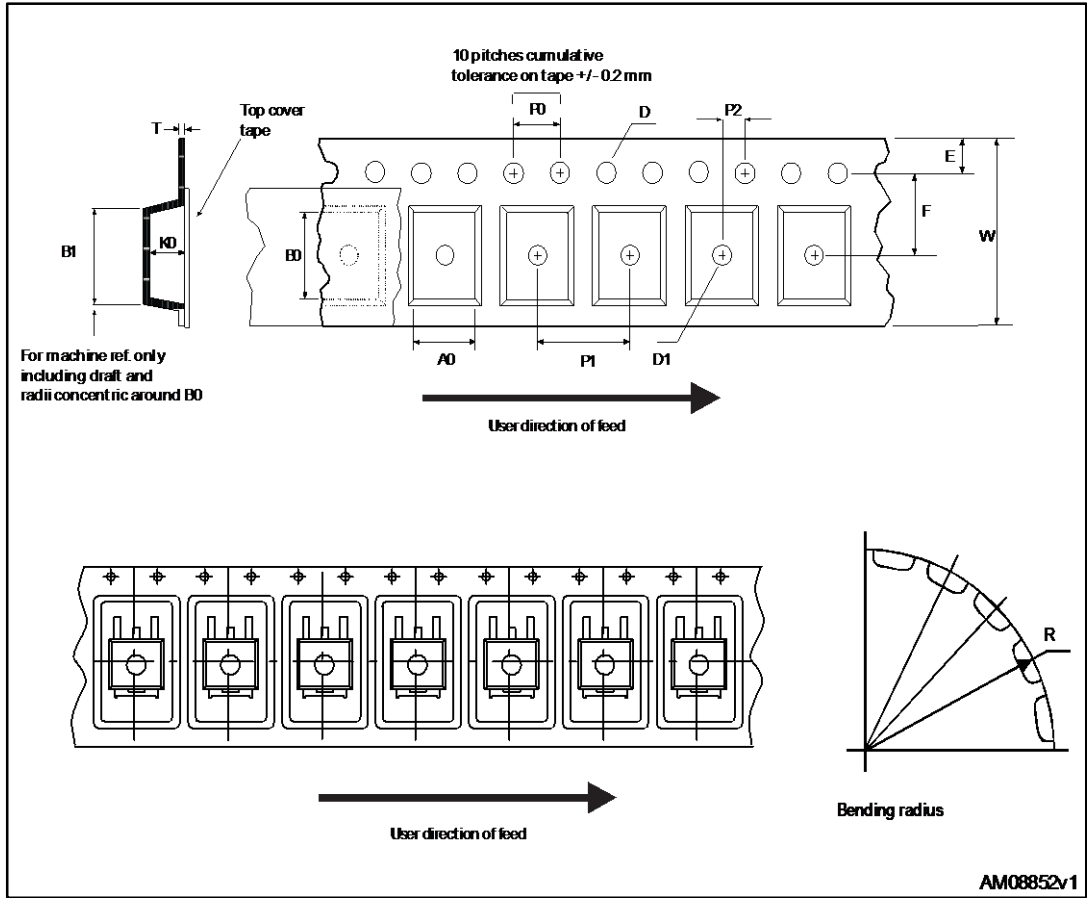 10 pitches cumulative
tolerance on tape +/- 0.2 mm
Top cover
tape
T
P0
D
P2
E
F
W
B1
K0
B0
For machine ref. only
including draft and
radii concentric around B0
A0
P1
D1
User direction of feed
R
Bending radius
User direction of feed
AM08852v1